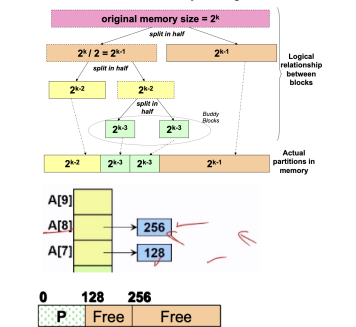 original memory size = 2k
split in half
2k / 2 = 2k-1
2k-1
split in half
Logical relationship between blocks
2k-2
2k-2
split in half
Buddy Blocks
2k-3
2k-3
2k-2
2k-3
2k-3
2k-1
Actual partitions in memory
A[9]
A[8]
256
A[7]
128
0
128
256
P
Free
Free